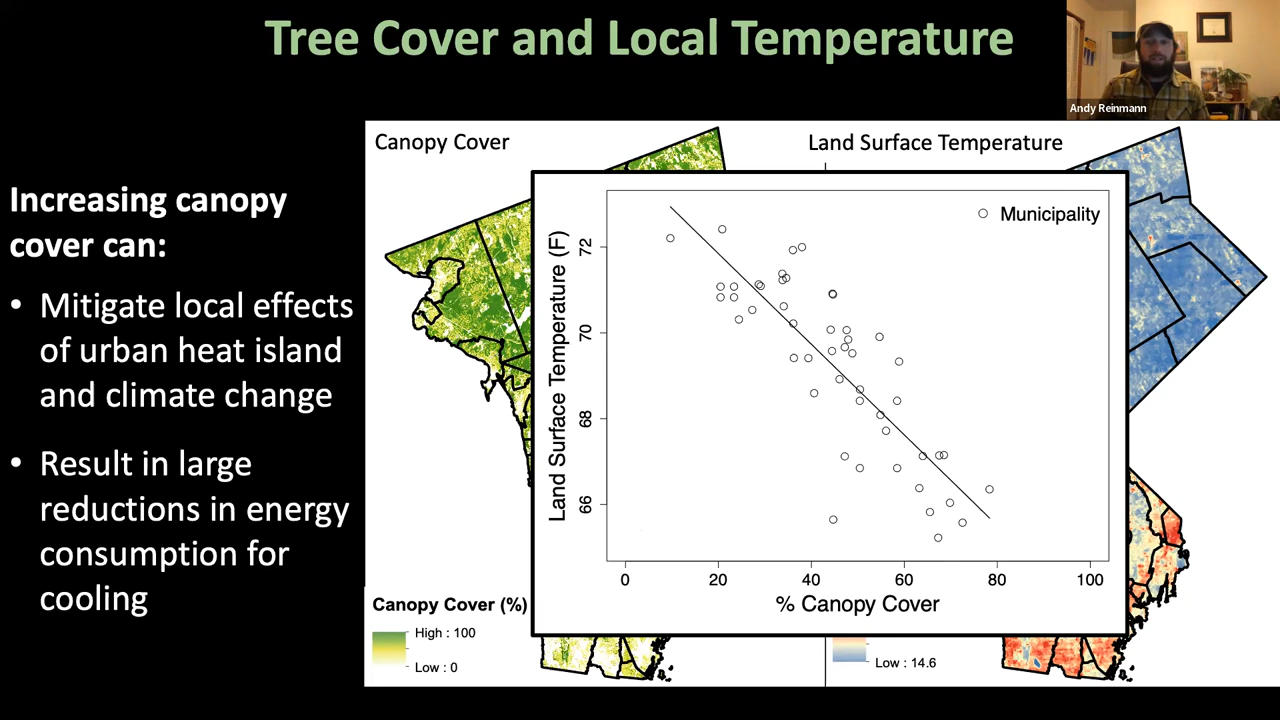 Tree Cover and Local Temperature
Andy Reinmann
Increasing canopy
cover can:
• Mitigate local effects
of urban heat island
and climate change
• Result in large
reductions in energy
consumption for
cooling
Canopy Cover
Land Surface Temperature
Municipality
Land Surface Temperature (F)
72
70
68
66
0 20 40 60 80 100
% Canopy Cover
Canopy Cover (%)
High : 100
Low : 0
Low : 14.6